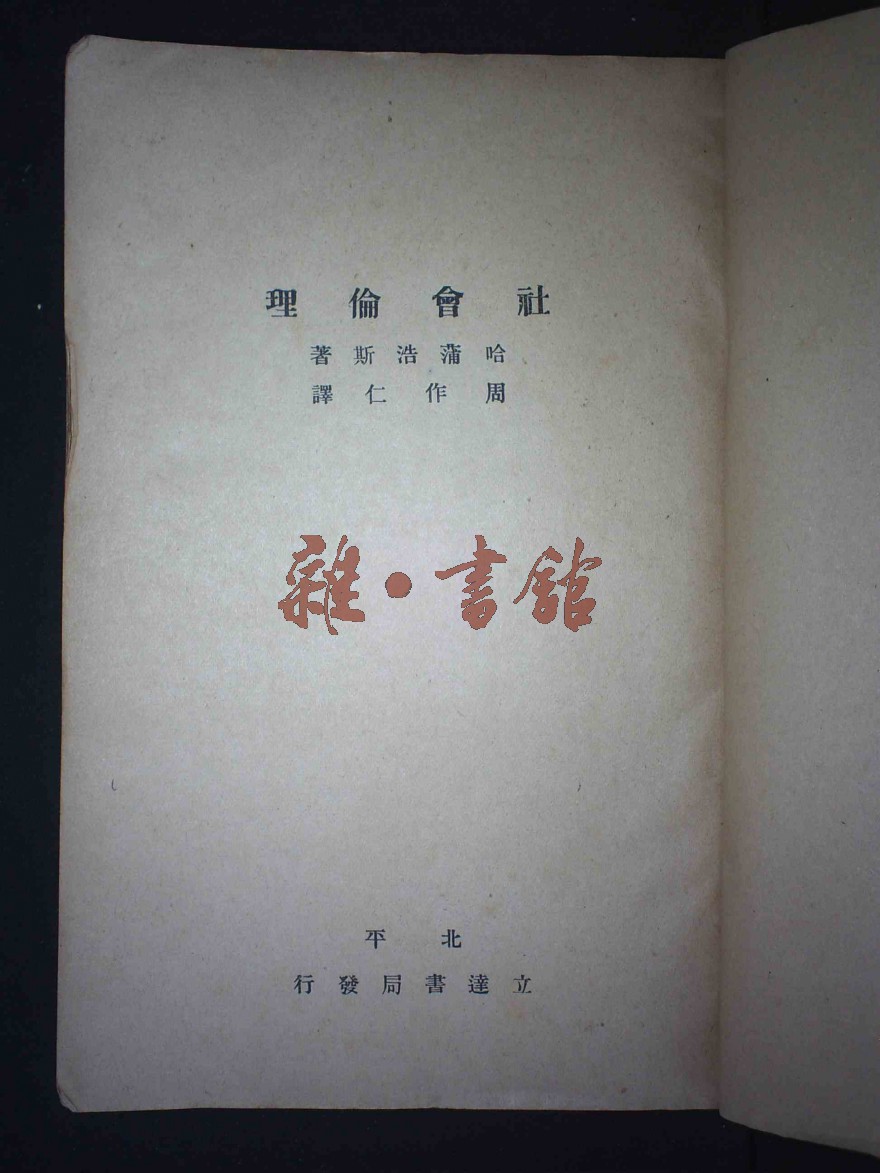 社會倫理
哈蒲浩斯著
周作仁譯
雜·書館
北平
立達書局發行